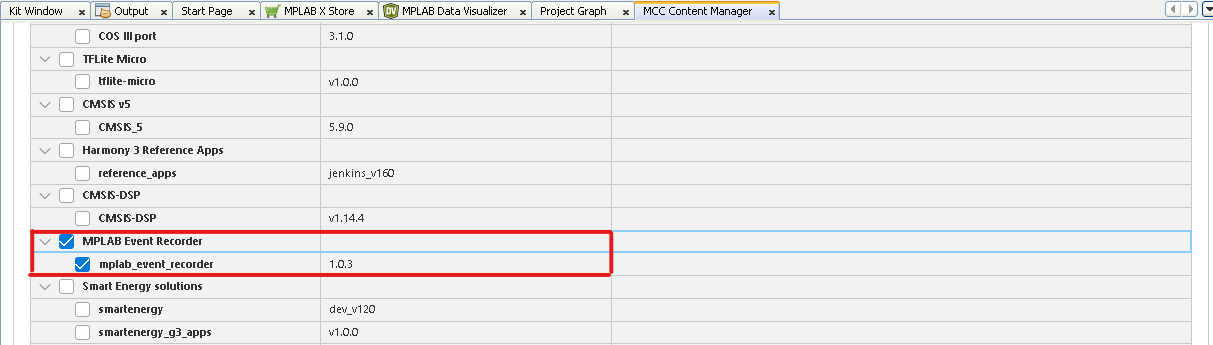 Kit Window Output Start Page MPLAB X Store MPLAB Data Visualizer Project Graph MCC Content Manager
COS III port 3.1.0
TFLite Micro
tflite-micro v1.0.0
CMSIS v5
CMSIS_5 5.9.0
Harmony 3 Reference Apps
reference_apps jenkins_v160
CMSIS-DSP
CMSIS-DSP v1.14.4
MPLAB Event Recorder
mplab_event_recorder 1.0.3
Smart Energy solutions
smartenergy dev_v120
smartenergy_g3_apps v1.0.0